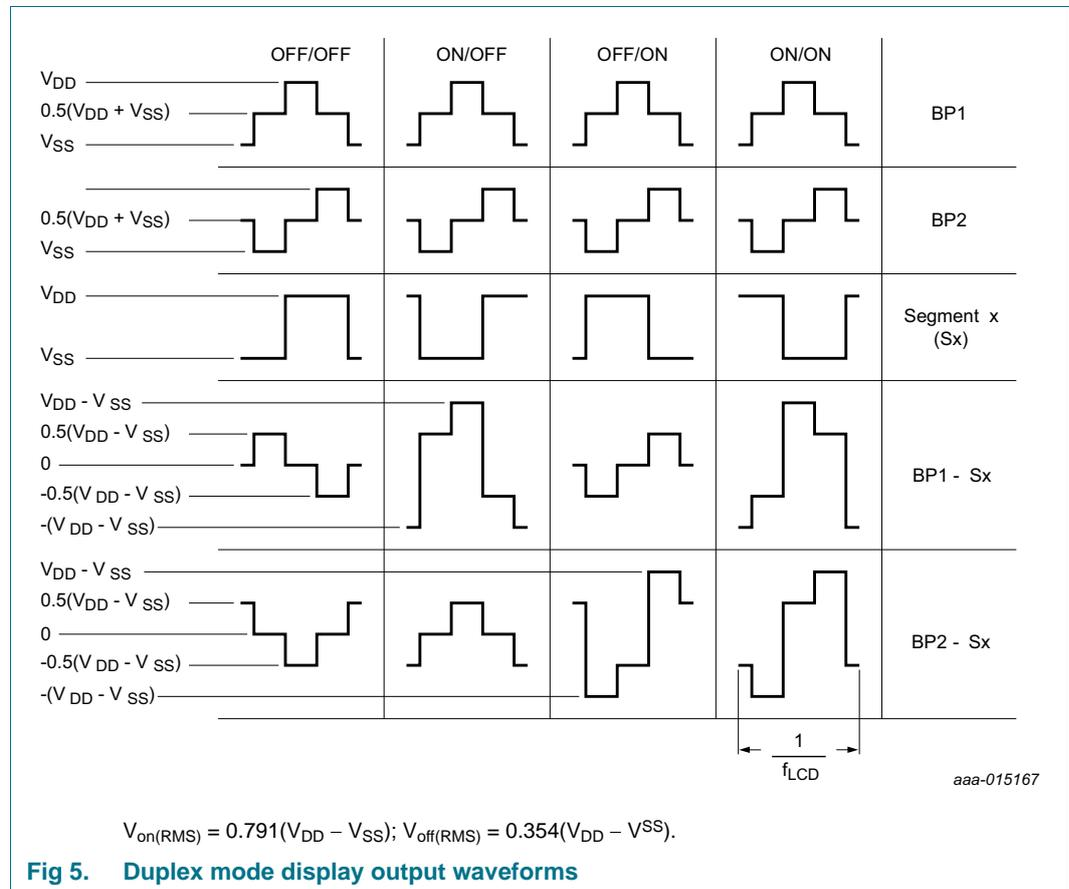 OFF/OFF ON/OFF OFF/ON ON/ON
VDD
0.5(VDD + VSS)
VSS
BP1
0.5(VDD + VSS)
VSS
BP2
VDD
VSS
Segment x
(Sx)
VDD - V SS
0.5(VDD - V SS)
0
-0.5(V DD - V SS)
-(V DD - V SS)
BP1 - Sx
VDD - V SS
0.5(VDD - V SS)
0
-0.5(V DD - V SS)
-(V DD - V SS)
BP2 - Sx
1
fLCD
aaa-015167
Von(RMS) = 0.791(VDD − VSS); Voff(RMS) = 0.354(VDD − VSS).
Fig 5. Duplex mode display output waveforms